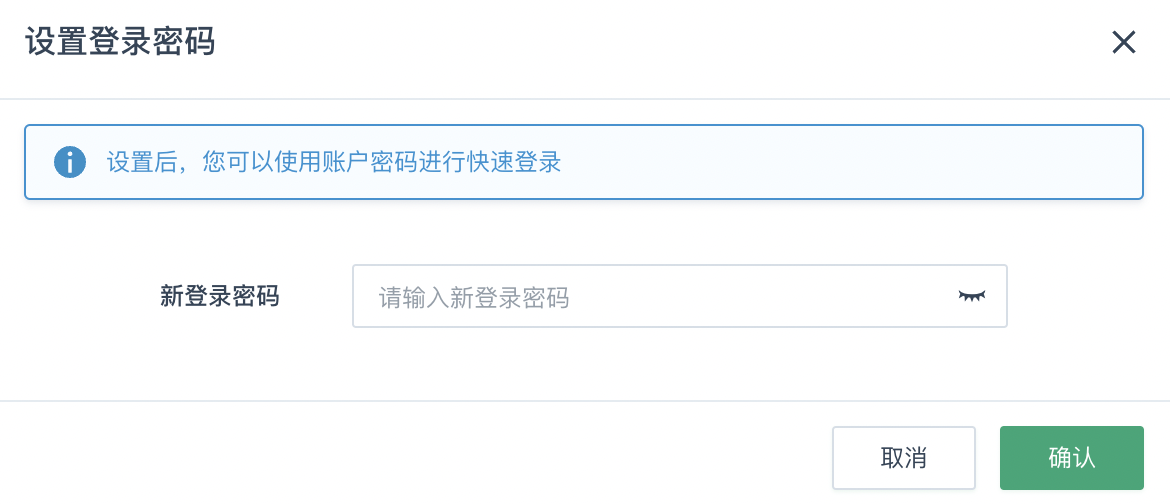 设置登录密码
设置后，您可以使用账户密码进行快速登录
新登录密码
请输入新登录密码
取消
确认